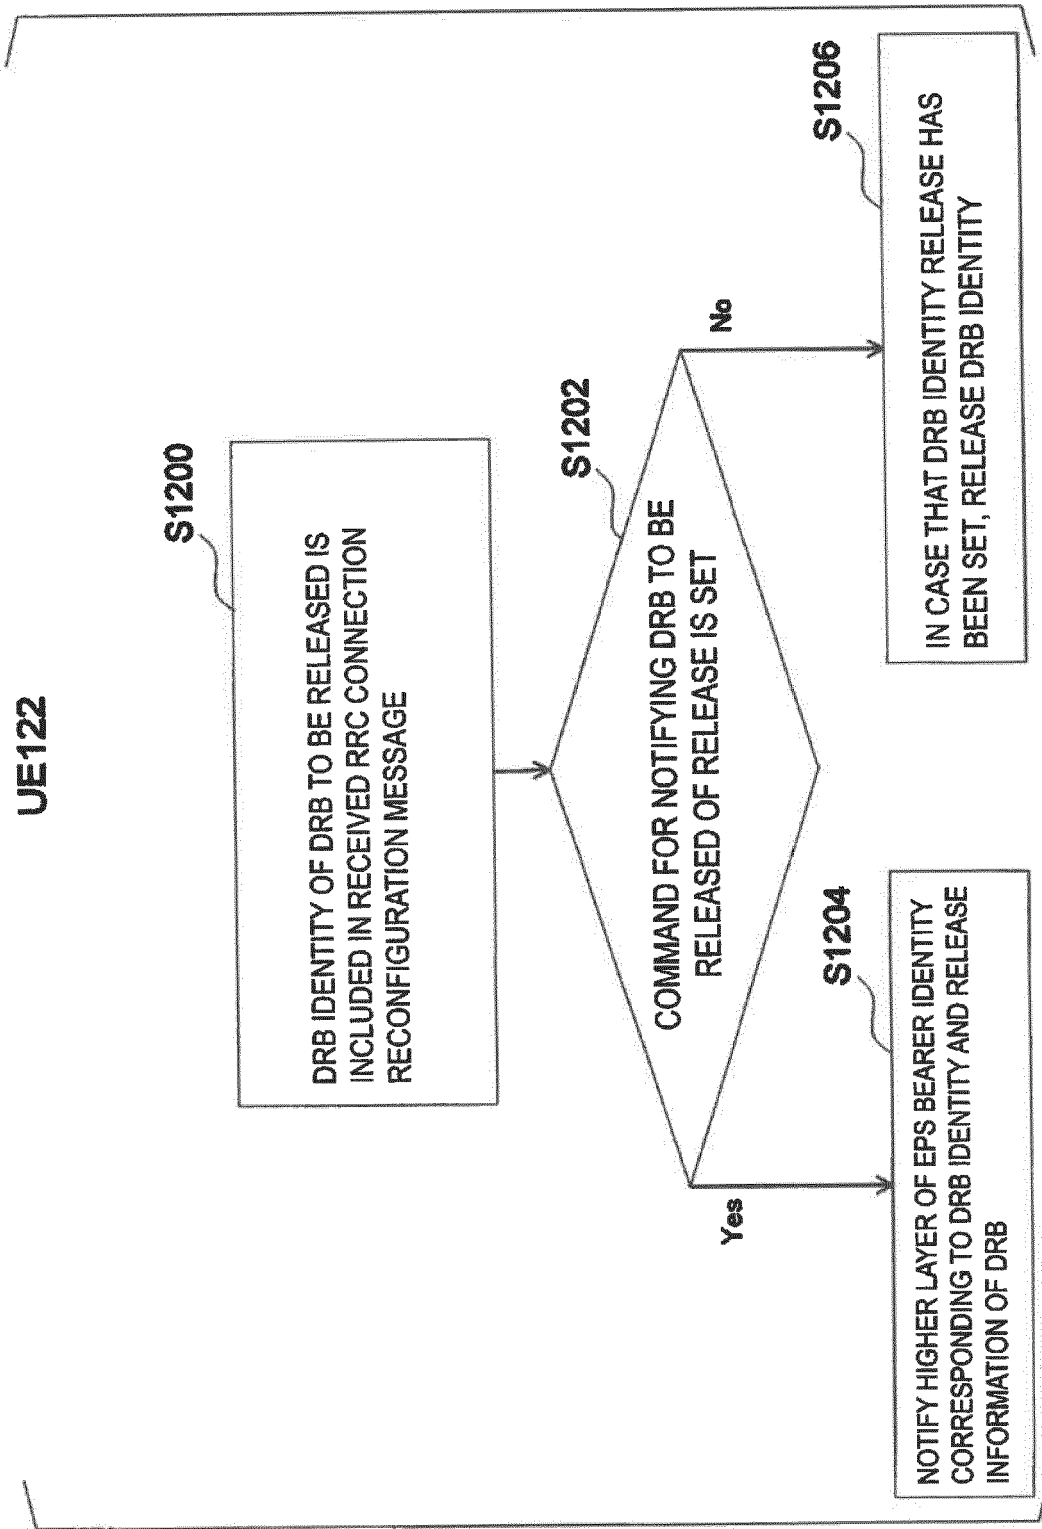 UE122
S1200
DRB IDENTITY OF DRB TO BE RELEASED IS
INCLUDED IN RECEIVED RRC CONNECTION
RECONFIGURATION MESSAGE
S1202
COMMAND FOR NOTIFYING DRB TO BE
RELEASED OF RELEASE IS SET
Yes
No
S1204
NOTIFY HIGHER LAYER OF EPS BEARER IDENTITY
CORRESPONDING TO DRB IDENTITY AND RELEASE
INFORMATION OF DRB
S1206
IN CASE THAT DRB IDENTITY RELEASE HAS
BEEN SET, RELEASE DRB IDENTITY